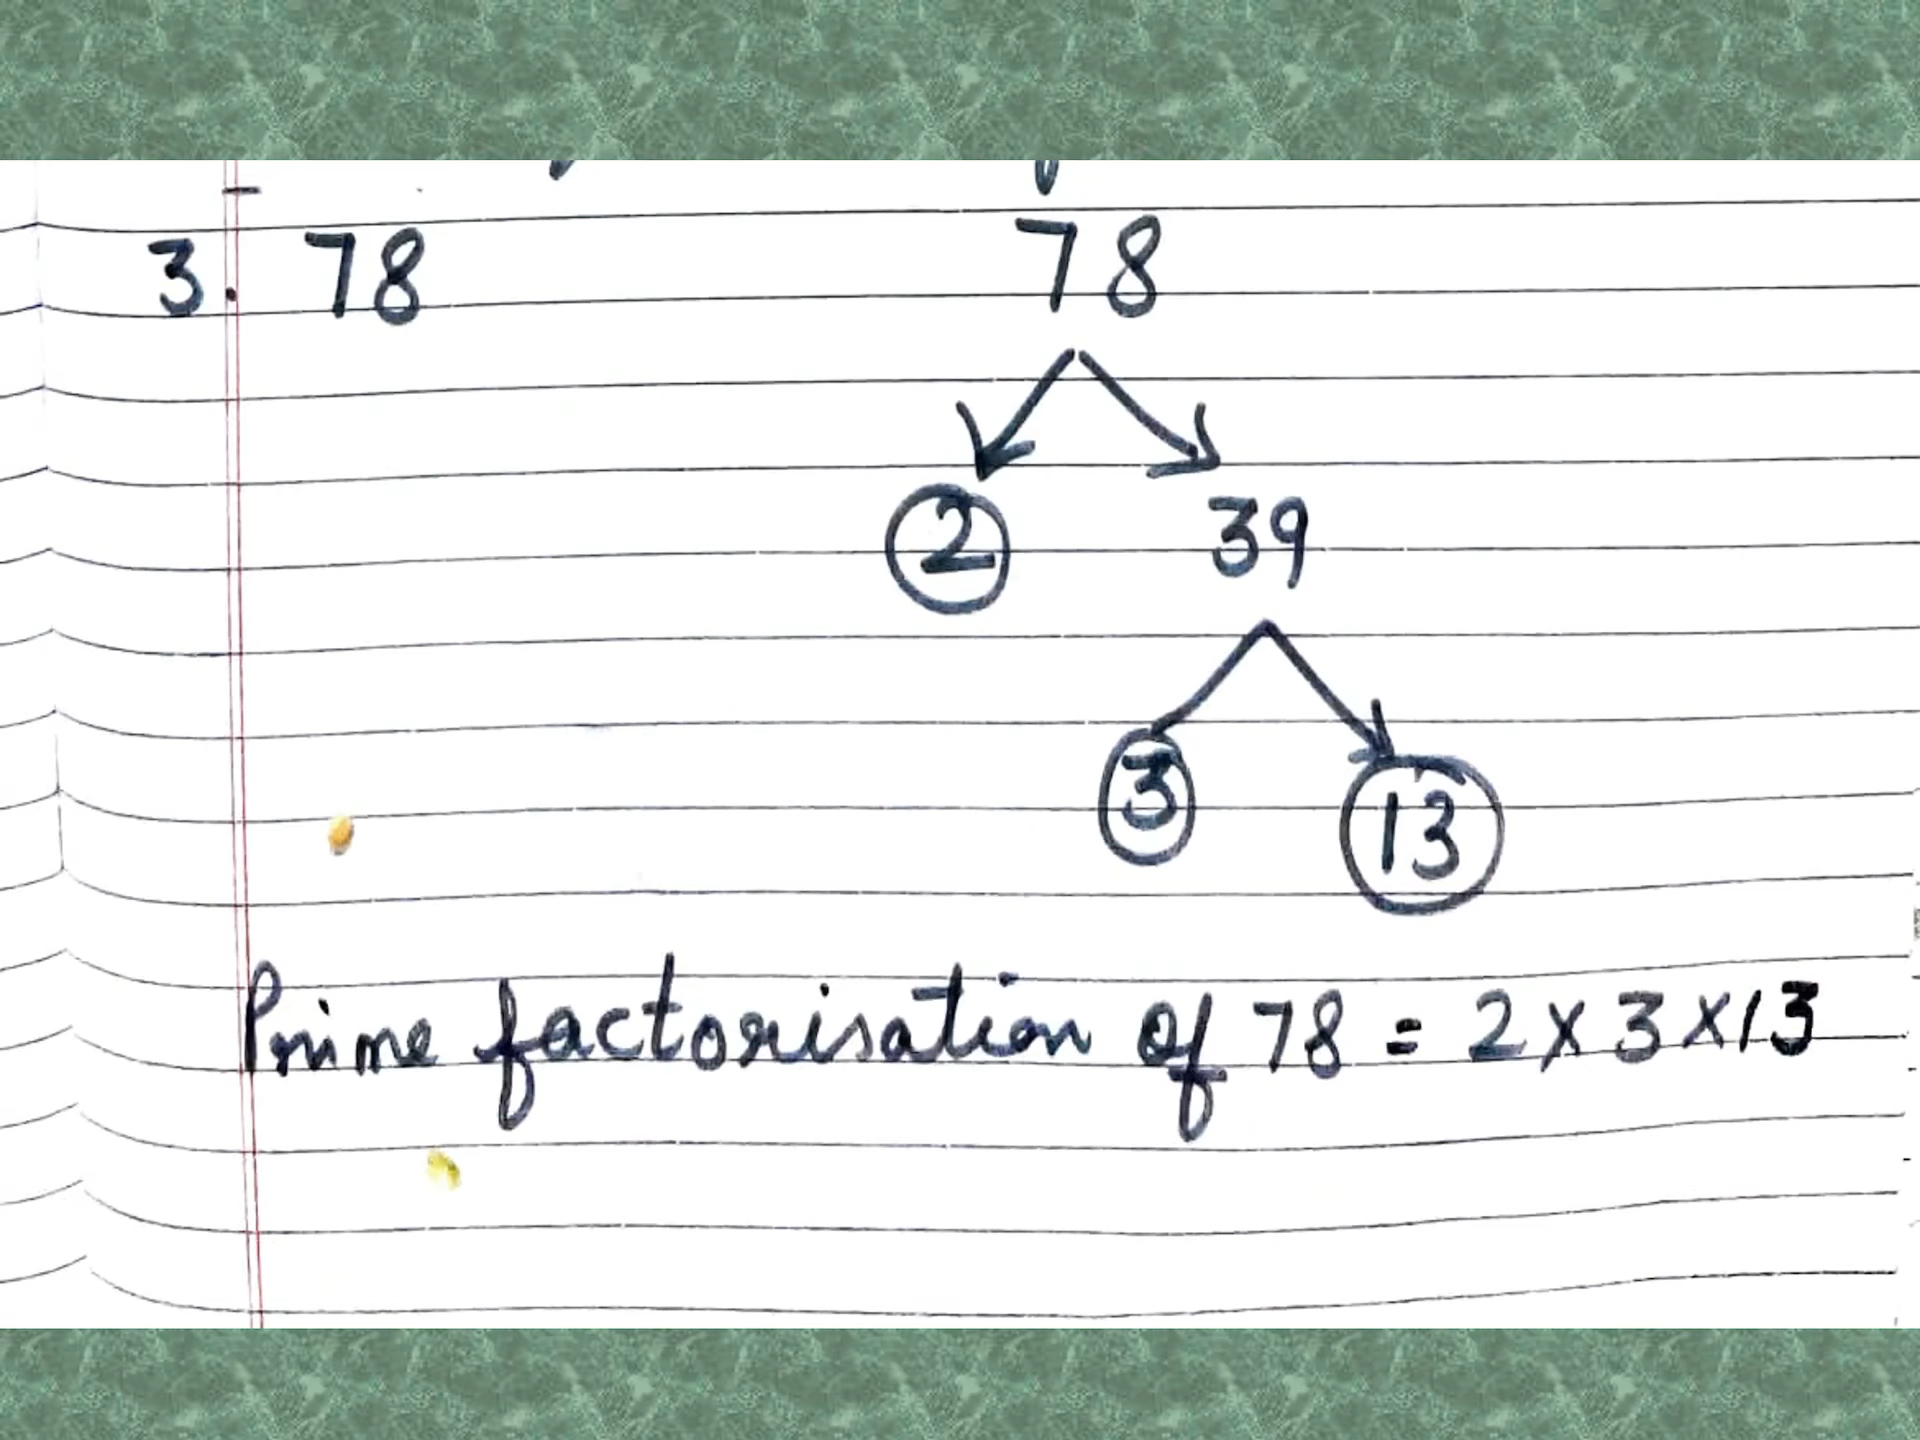 3. 78 78
2 39
3 13
Prime factorisation of 78 = 2 x 3 x 13